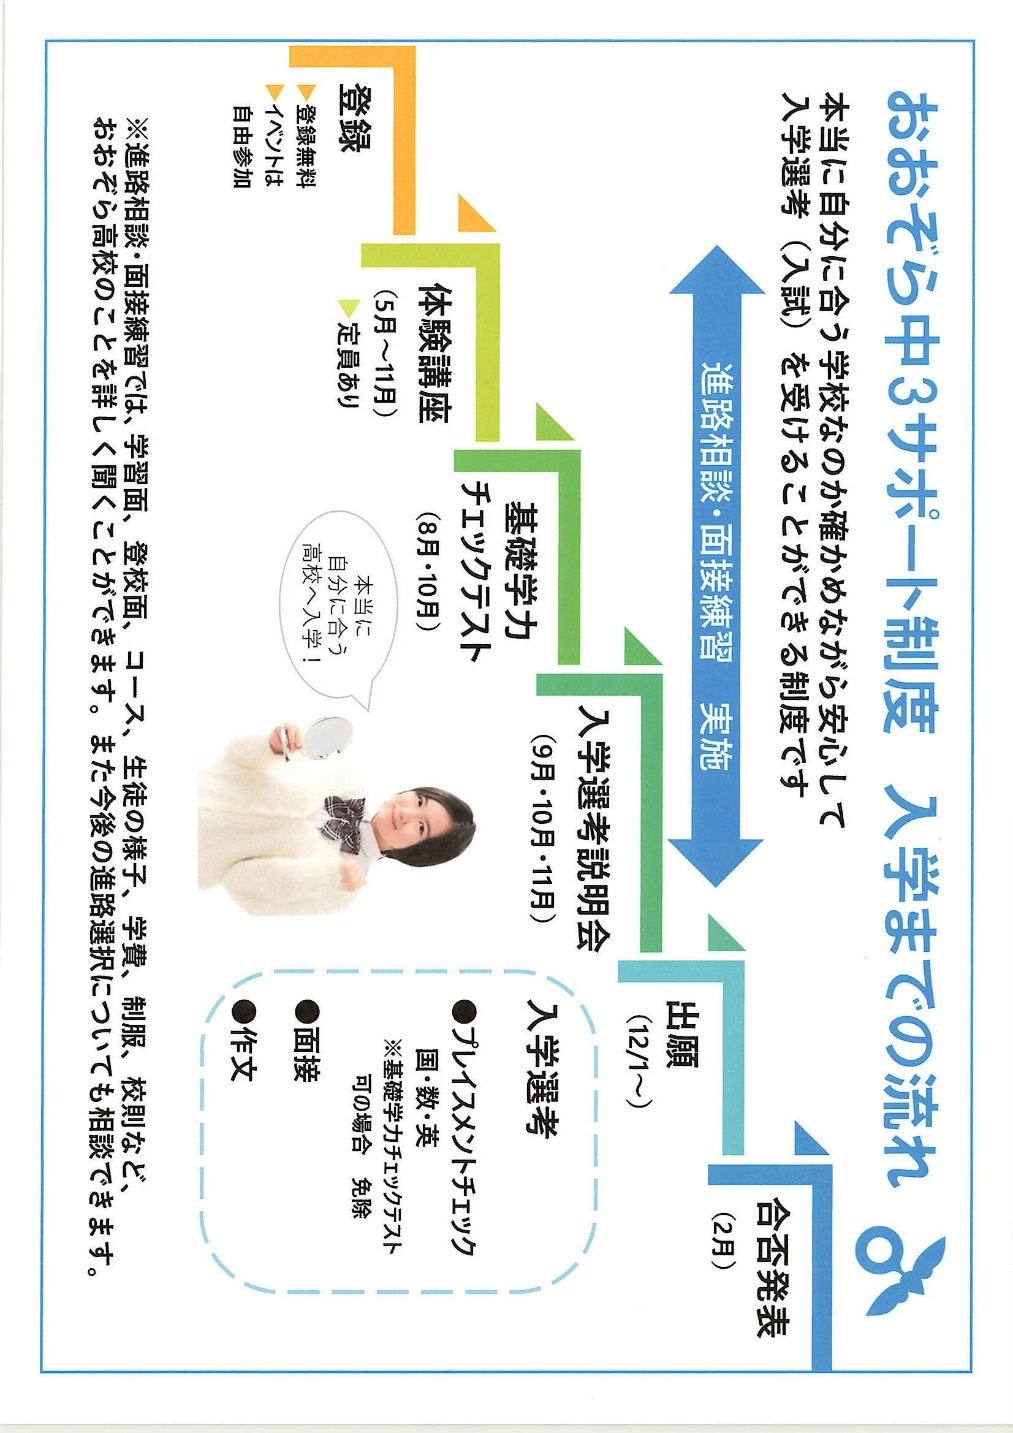 おおぞら中3サポート制度　入学までの流れ
本当に自分に合う学校なのか確かめながら安心して
入学選考（入試）を受けることができる制度です
進路相談・面接練習　実施
登録
▶登録無料
▶イベントは
自由参加
体験講座
（5月～11月）
▶定員あり
基礎学力
チェックテスト
（8月・10月）
入学選考説明会
（9月・10月・11月）
出願
（12/1～）
合否発表
（2月）
本当に
自分に合う
高校へ入学！
入学選考
●プレイスメントチェック
国・数・英
※基礎学力チェックテスト
可の場合　免除
●面接
●作文
※進路相談・面接練習では、学習面、登校面、コース、生徒の様子、学費、制服、校則など、
おおぞら高校のことを詳しく聞くことができます。また今後の進路選択についても相談できます。